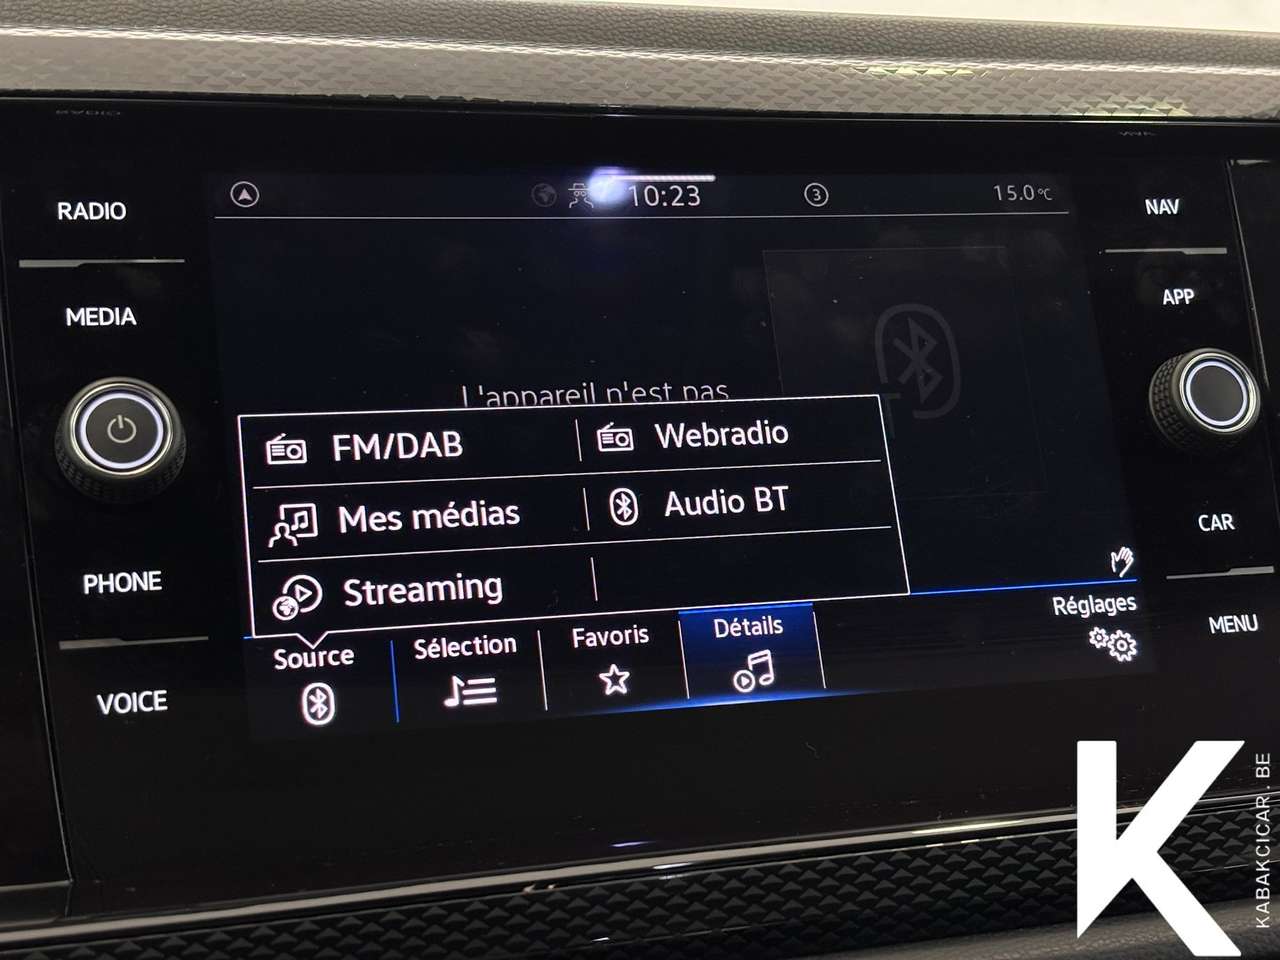 RADIO
MEDIA
PHONE
VOICE
10:23
3
15.0°C
L'appareil n'est pas
FM/DAB
Webradio
Mes médias
Audio BT
Streaming
Source
Sélection
Favoris
Détails
Réglages
NAV
APP
CAR
MENU
K
KABAKCICAR.BE